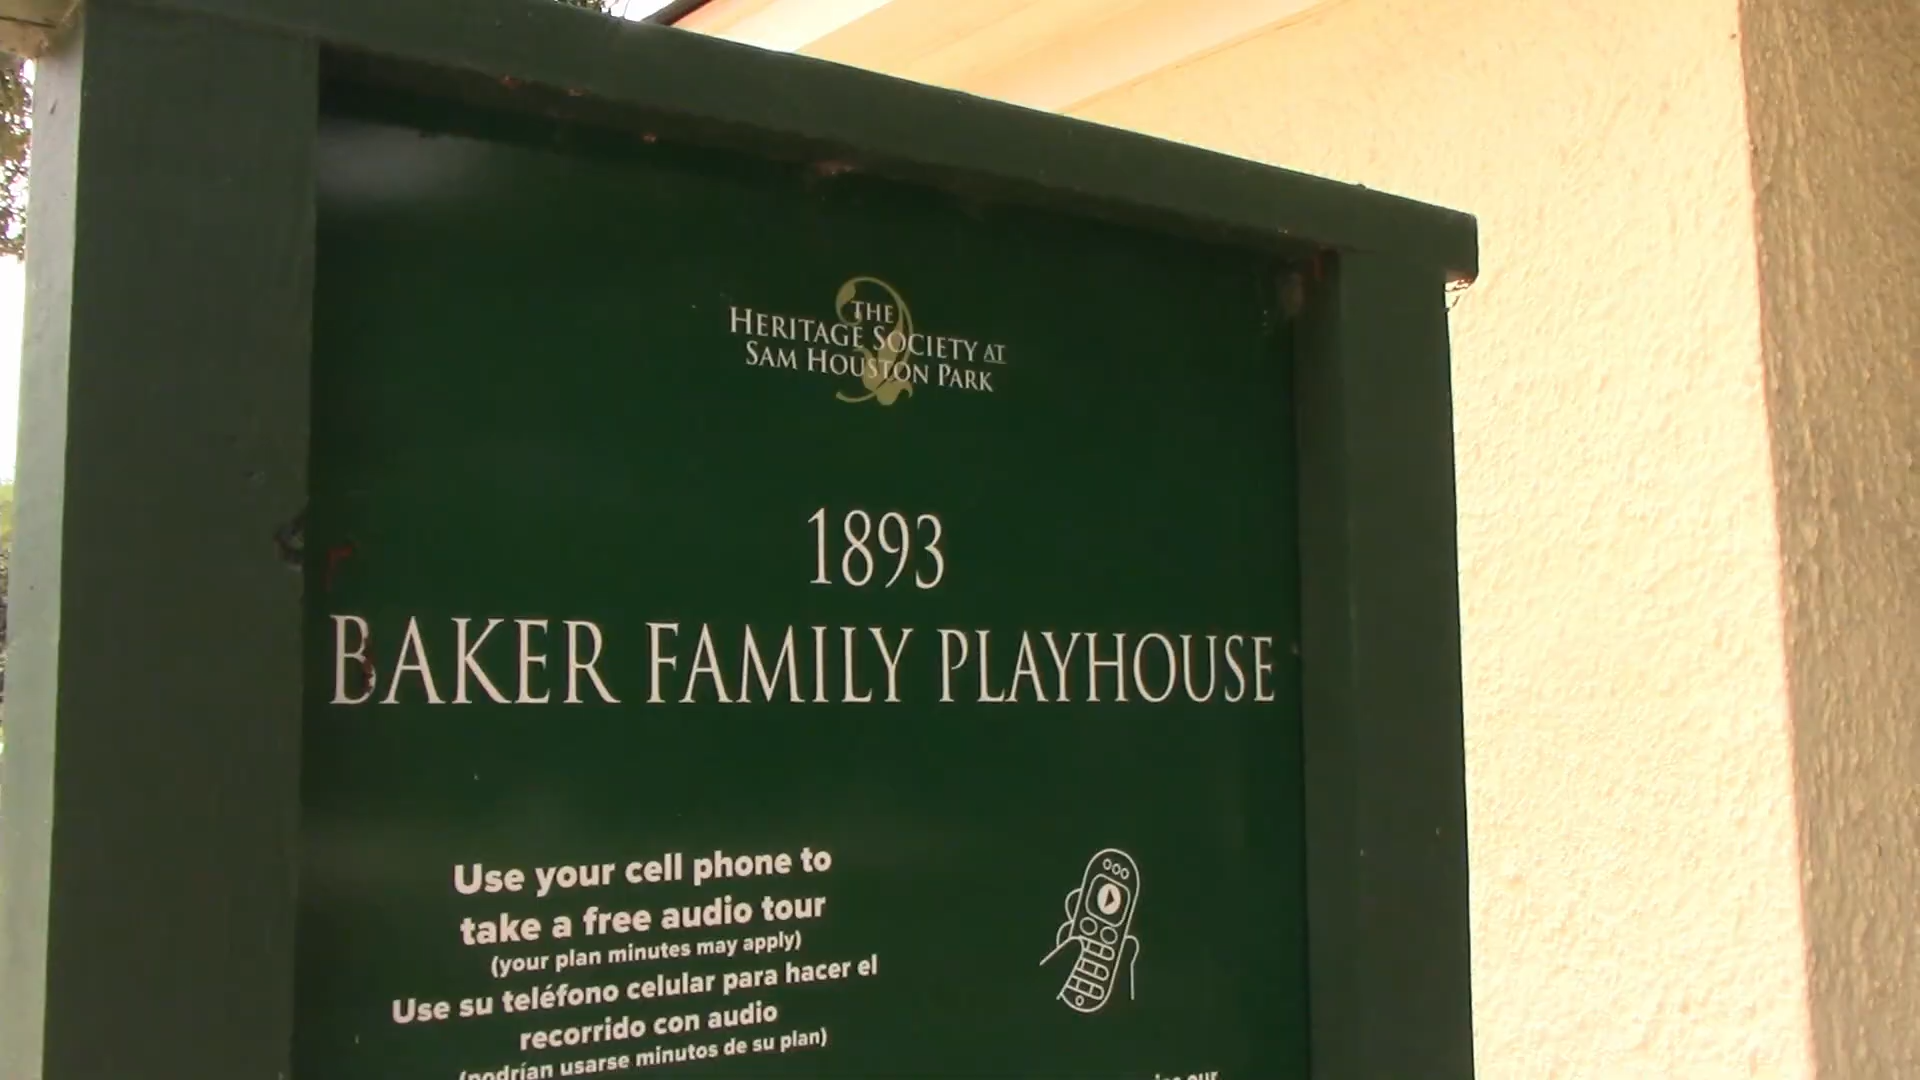 THE
HERITAGE SOCIETY AT
SAM HOUSTON PARK
1893
BAKER FAMILY PLAYHOUSE
Use your cell phone to
take a free audio tour
(your plan minutes may apply)
Use su teléfono celular para hacer el
recorrido con audio
(podrían usarse minutos de su plan)
our